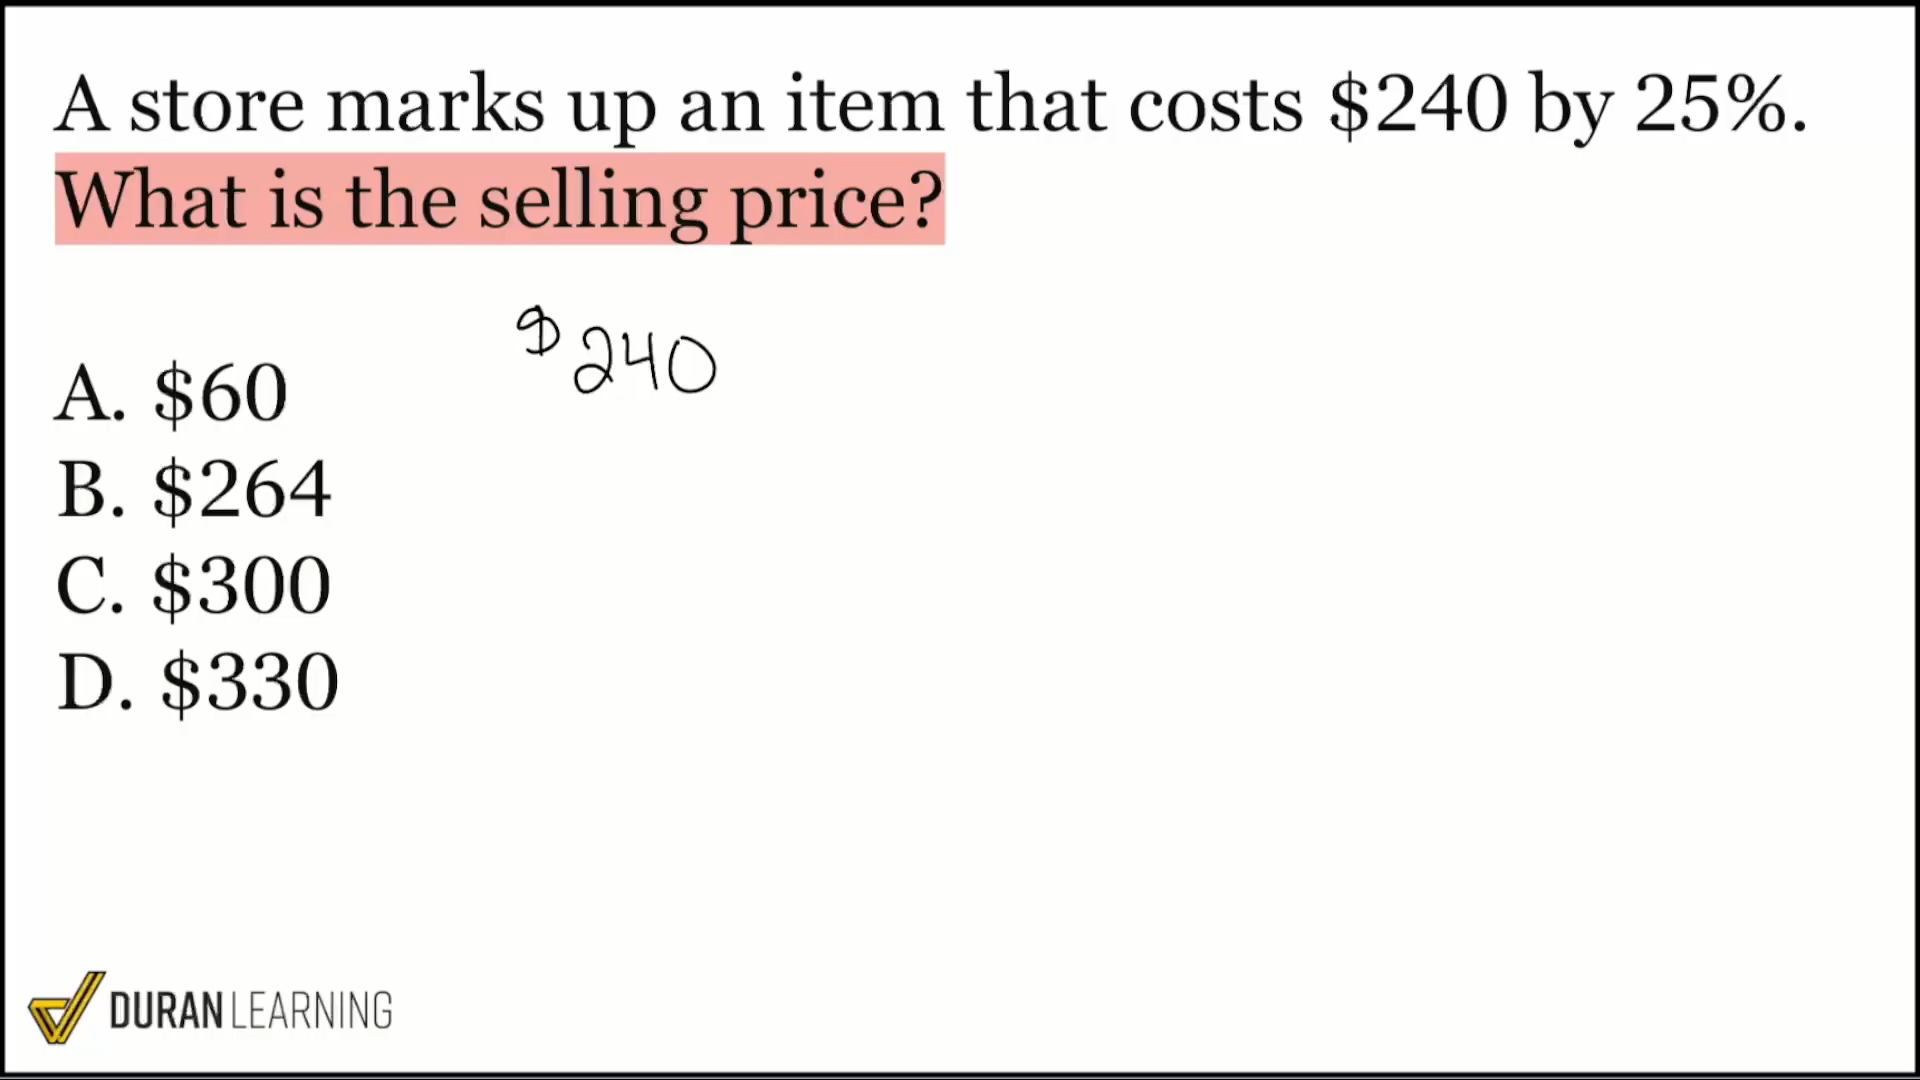 A store marks up an item that costs $240 by 25%.
What is the selling price?
$240
A. $60
B. $264
C. $300
D. $330
DURAN LEARNING